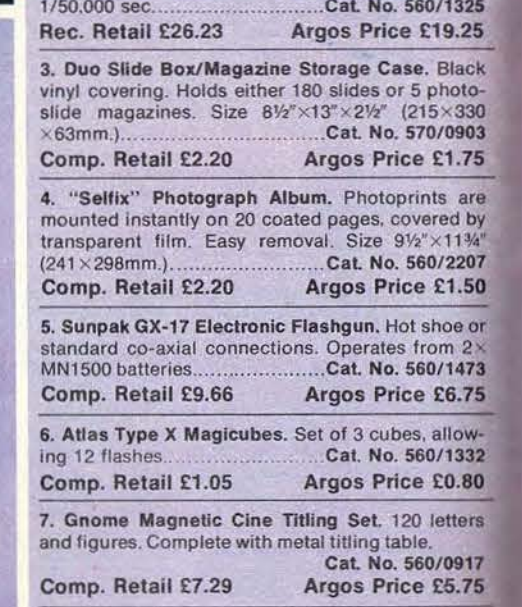 1/50,000 sec..............................Cat. No. 560/1325
Rec. Retail £26.23 Argos Price £19.25
3. Duo Slide Box/Magazine Storage Case. Black
vinyl covering. Holds either 180 slides or 5 photo-
slide magazines. Size 8½"×13"×2½" (215×330
×63mm.)..............................Cat. No. 570/0903
Comp. Retail £2.20 Argos Price £1.75
4. "Selfix" Photograph Album. Photoprints are
mounted instantly on 20 coated pages, covered by
transparent film. Easy removal. Size 9½"×11¾"
(241×298mm.)........................Cat. No. 560/2207
Comp. Retail £2.20 Argos Price £1.50
5. Sunpak GX-17 Electronic Flashgun. Hot shoe or
standard co-axial connections. Operates from 2×
MN1500 batteries.....................Cat. No. 560/1473
Comp. Retail £9.66 Argos Price £6.75
6. Atlas Type X Magicubes. Set of 3 cubes, allow-
ing 12 flashes.........................Cat. No. 560/1332
Comp. Retail £1.05 Argos Price £0.80
7. Gnome Magnetic Cine Titling Set. 120 letters
and figures. Complete with metal titling table.
Cat. No. 560/0917
Comp. Retail £7.29 Argos Price £5.75